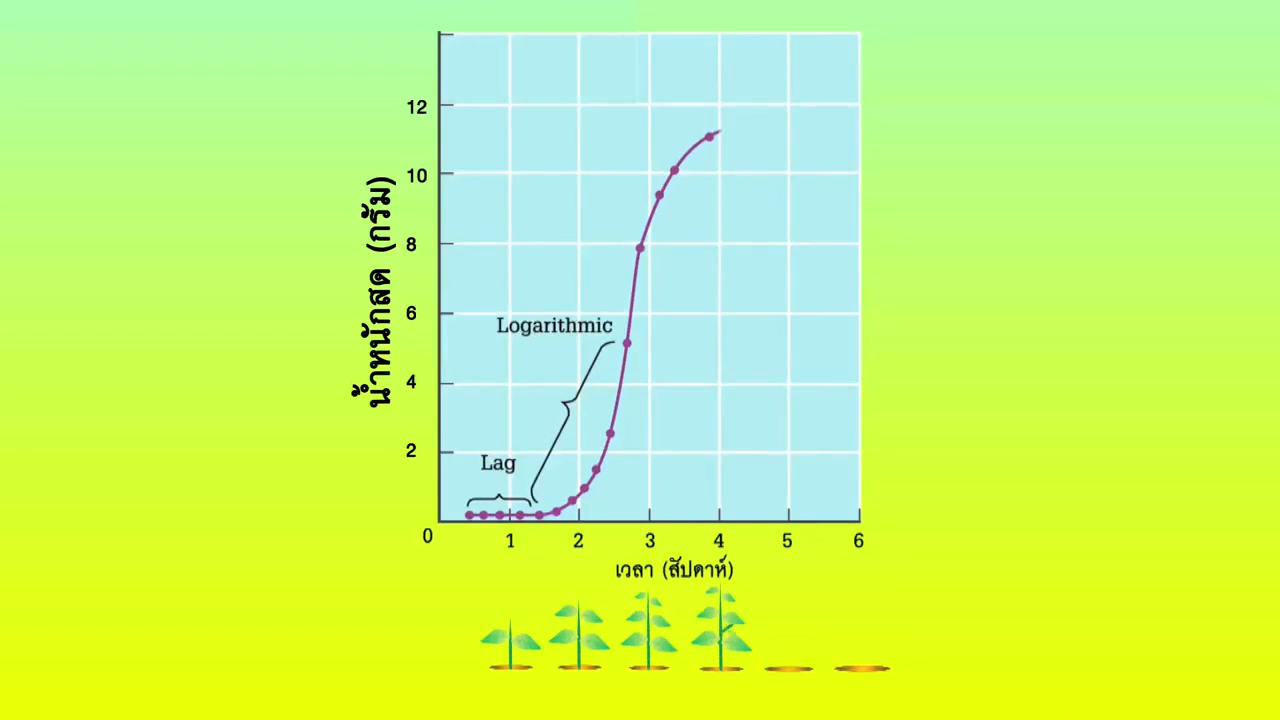 12
10
8
6
4
2
0
น้ำหนักสด (กรัม)
Logarithmic
Lag
1 2 3 4 5 6
เวลา (สัปดาห์)